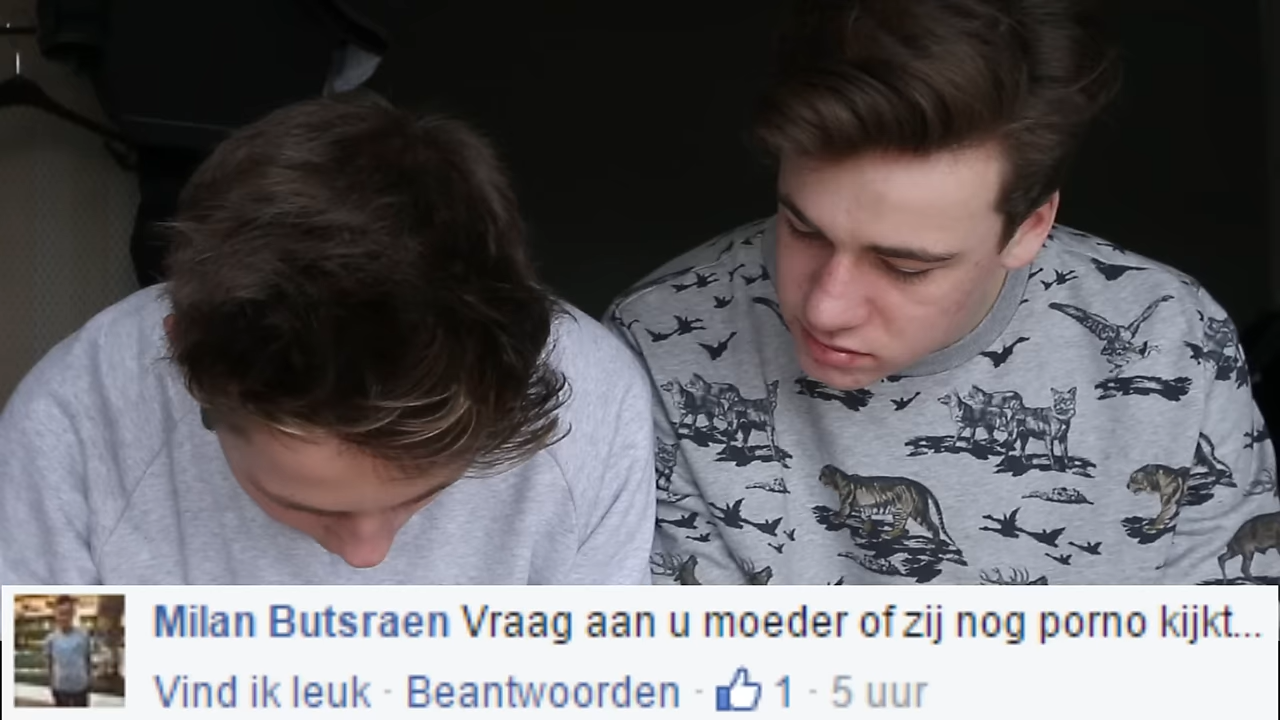 Milan Butsraen Vraag aan u moeder of zij nog porno kijkt...
Vind ik leuk · Beantwoorden · 1 · 5 uur